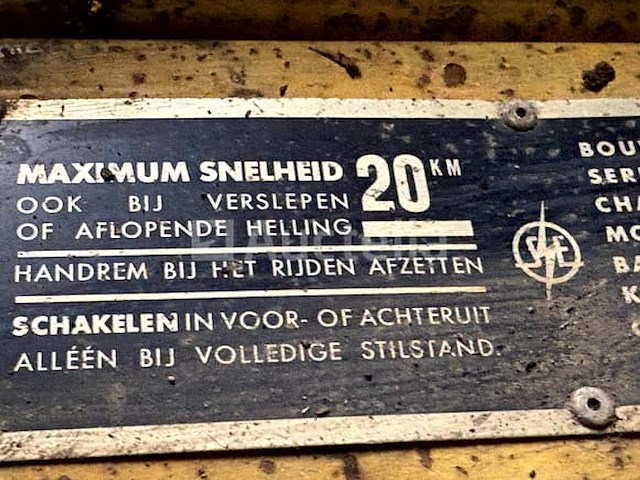 MAXIMUM SNELHEID 20 KM
OOK BIJ VERSLEPEN
OF AFLOPENDE HELLING
HANDREM BIJ HET RIJDEN AFZETTEN
SCHAKELEN IN VOOR- OF ACHTERUIT
ALLÉÉN BIJ VOLLEDIGE STILSTAND.
BOU
SER
CH
MO
BA
K